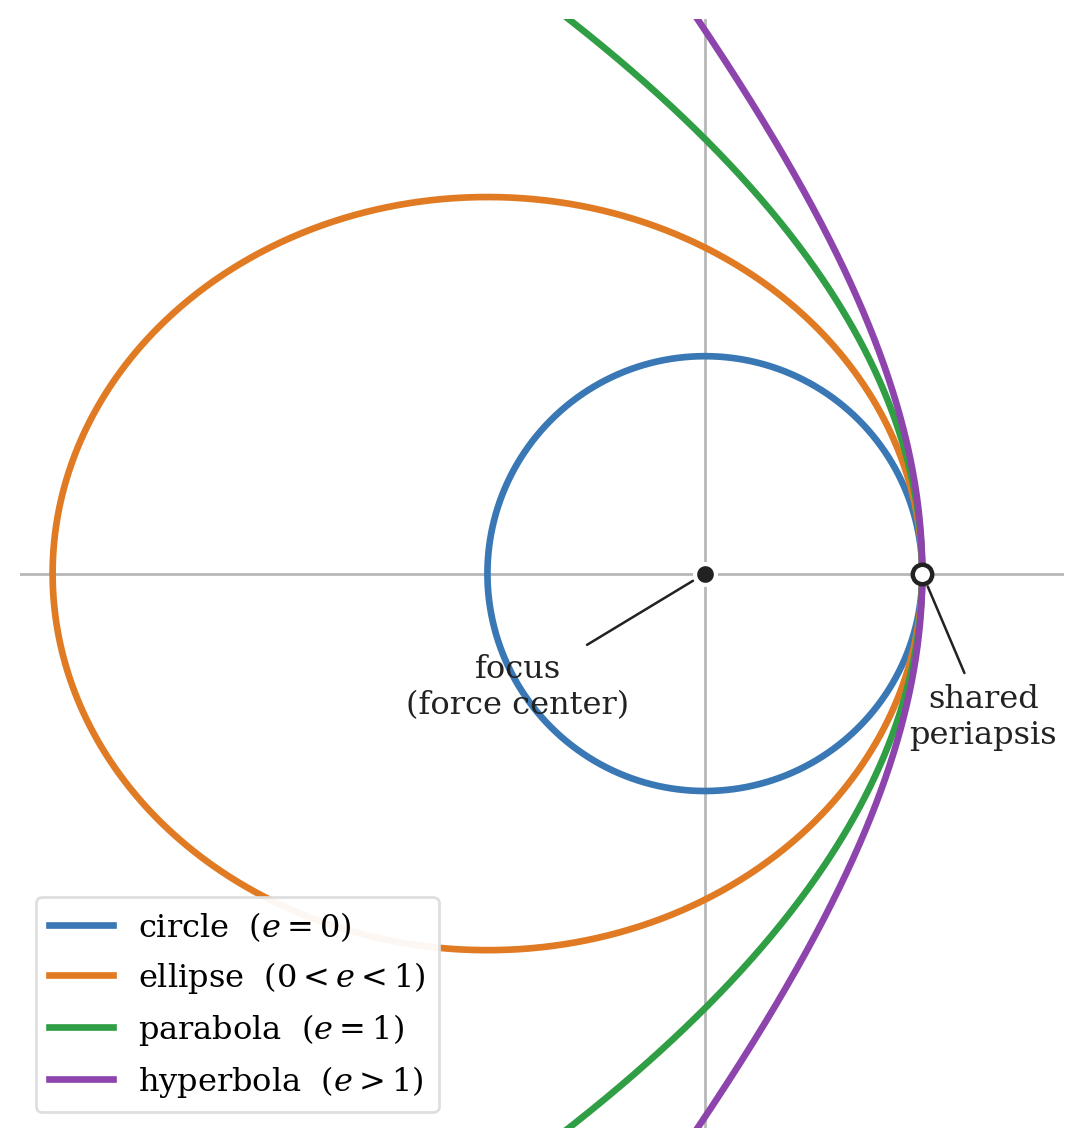 focus
(force center)
shared
periapsis
circle (e = 0)
ellipse (0 < e < 1)
parabola (e = 1)
hyperbola (e > 1)